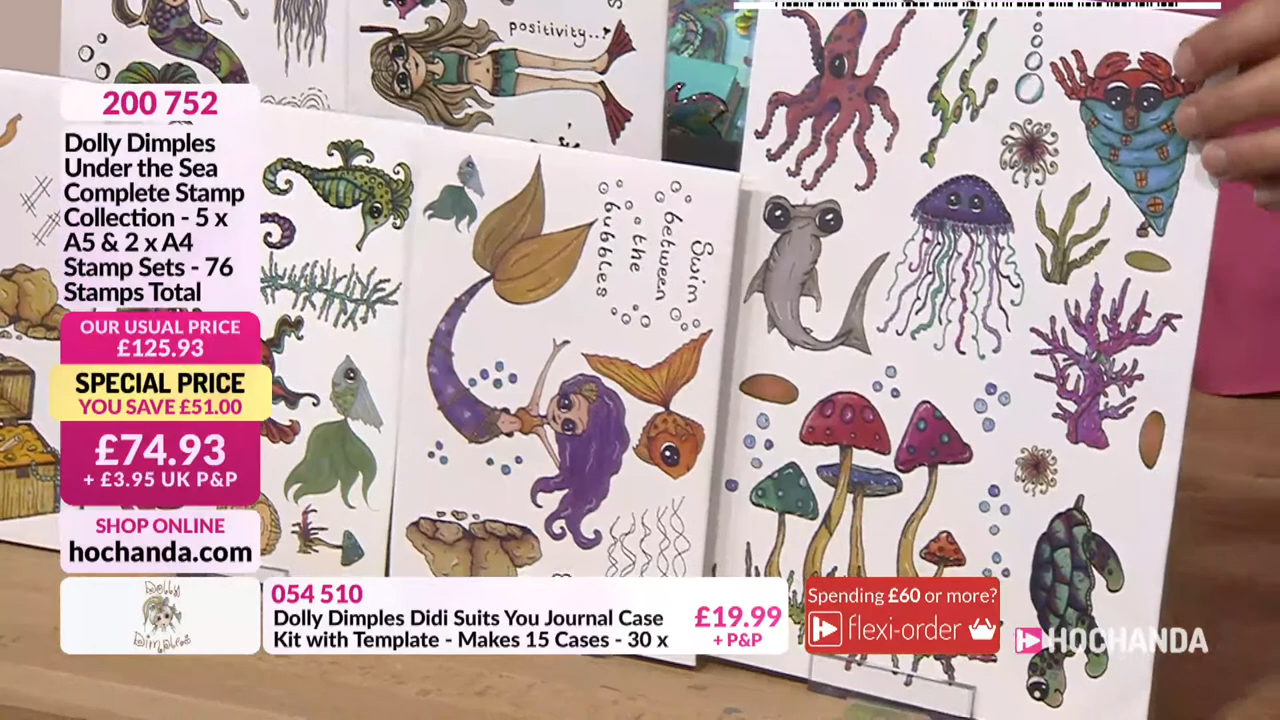 positivity...
200 752
Dolly Dimples
Under the Sea
Complete Stamp
Collection - 5 x
A5 & 2 x A4
Stamp Sets - 76
Stamps Total
OUR USUAL PRICE
£125.93
SPECIAL PRICE
YOU SAVE £51.00
£74.93
+ £3.95 UK P&P
SHOP ONLINE
hochanda.com
Swim
between
the
bubbles
Dolly
Dimples
054 510
Dolly Dimples Didi Suits You Journal Case
Kit with Template - Makes 15 Cases - 30 x
£19.99
+ P&P
Spending £60 or more?
flexi-order
HOCHANDA